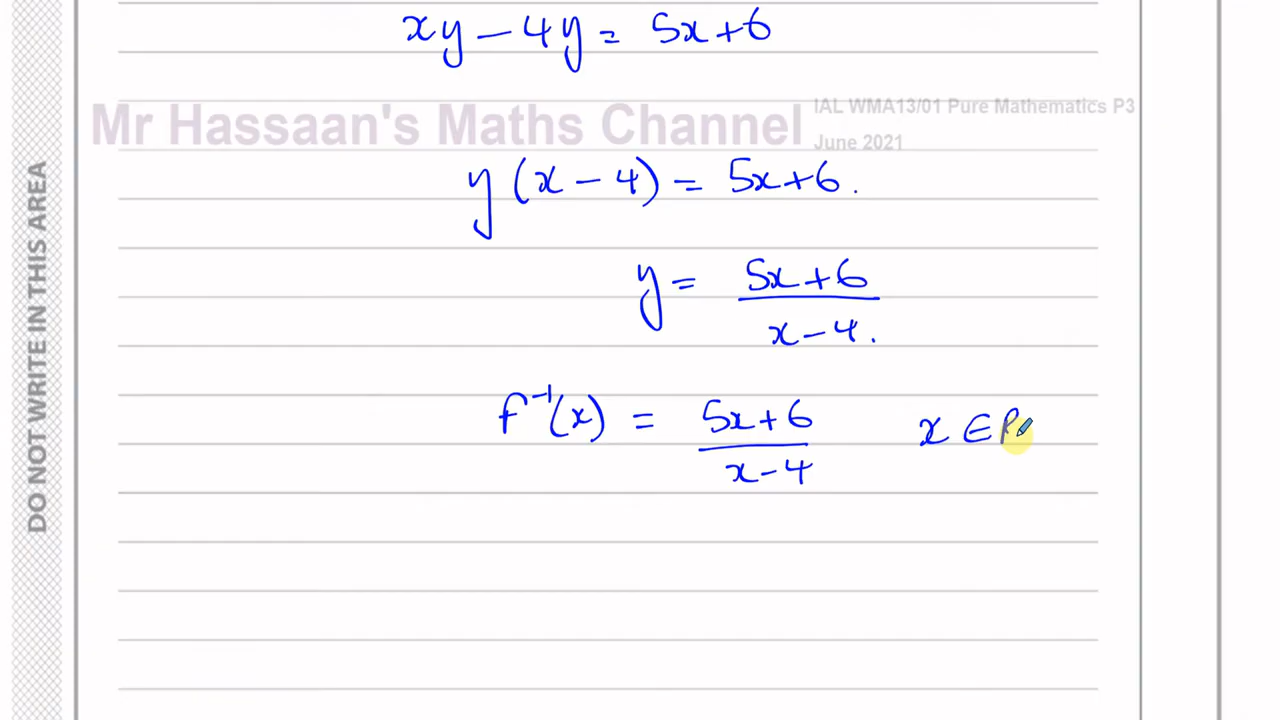 xy - 4y = 5x + 6
Mr Hassaan's Maths Channel
IAL WMA13/01 Pure Mathematics P3
June 2021
y(x - 4) = 5x + 6.
y = 5x + 6
x - 4.
f⁻¹(x) = 5x + 6
x - 4
x ∈
DO NOT WRITE IN THIS AREA